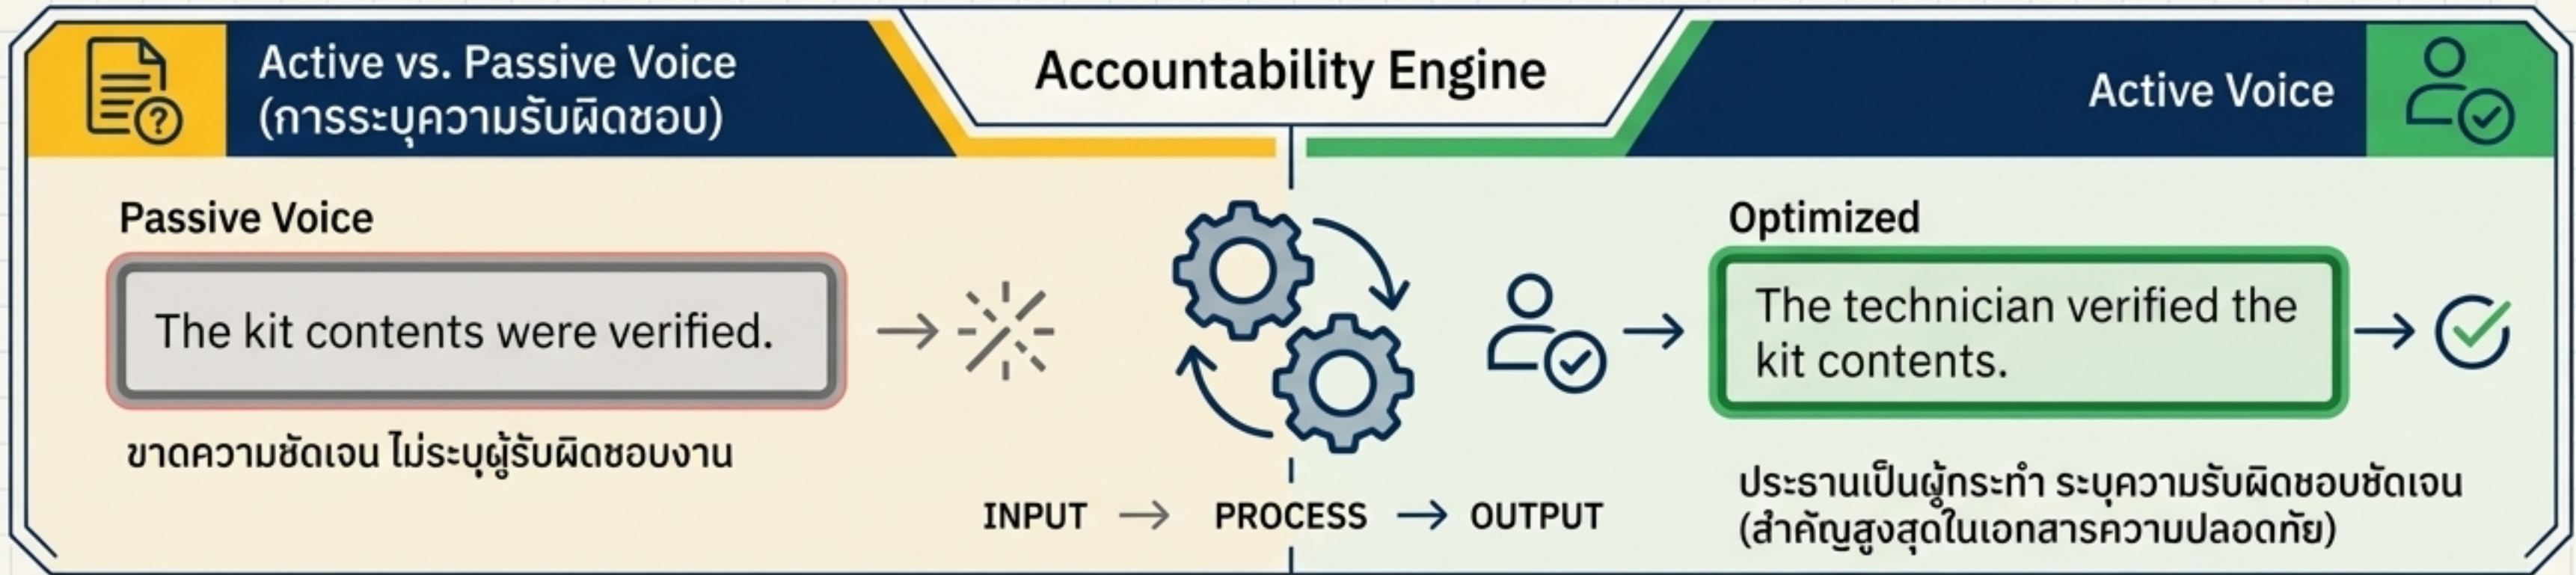 Active vs. Passive Voice
(การระบุความรับผิดชอบ)
Accountability Engine
Active Voice
Passive Voice
The kit contents were verified.
ขาดความชัดเจน ไม่ระบุผู้รับผิดชอบงาน
Optimized
The technician verified the
kit contents.
ประธานเป็นผู้กระทำ ระบุความรับผิดชอบชัดเจน
(สำคัญสูงสุดในเอกสารความปลอดภัย)
INPUT → PROCESS → OUTPUT